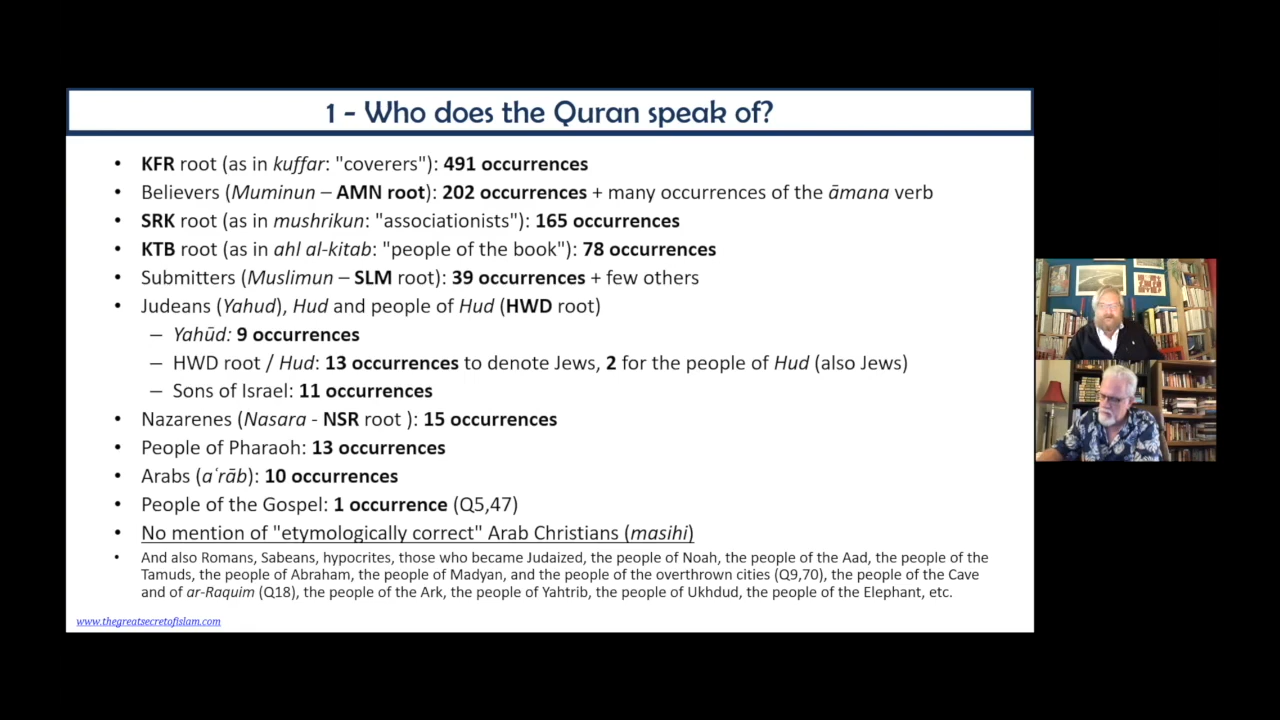 1 - Who does the Quran speak of?
• KFR root (as in kuffar: "coverers"): 491 occurrences
• Believers (Muminun – AMN root): 202 occurrences + many occurrences of the āmana verb
• SRK root (as in mushrikun: "associationists"): 165 occurrences
• KTB root (as in ahl al-kitab: "people of the book"): 78 occurrences
• Submitters (Muslimun – SLM root): 39 occurrences + few others
• Judeans (Yahud), Hud and people of Hud (HWD root)
– Yahūd: 9 occurrences
– HWD root / Hud: 13 occurrences to denote Jews, 2 for the people of Hud (also Jews)
– Sons of Israel: 11 occurrences
• Nazarenes (Nasara - NSR root ): 15 occurrences
• People of Pharaoh: 13 occurrences
• Arabs (aʿrāb): 10 occurrences
• People of the Gospel: 1 occurrence (Q5,47)
• No mention of "etymologically correct" Arab Christians (masihi)
• And also Romans, Sabeans, hypocrites, those who became Judaized, the people of Noah, the people of the Aad, the people of the
Tamuds, the people of Abraham, the people of Madyan, and the people of the overthrown cities (Q9,70), the people of the Cave
and of ar-Raquim (Q18), the people of the Ark, the people of Yathrib, the people of Ukhdud, the people of the Elephant, etc.
www.thegreatsecretofislam.com